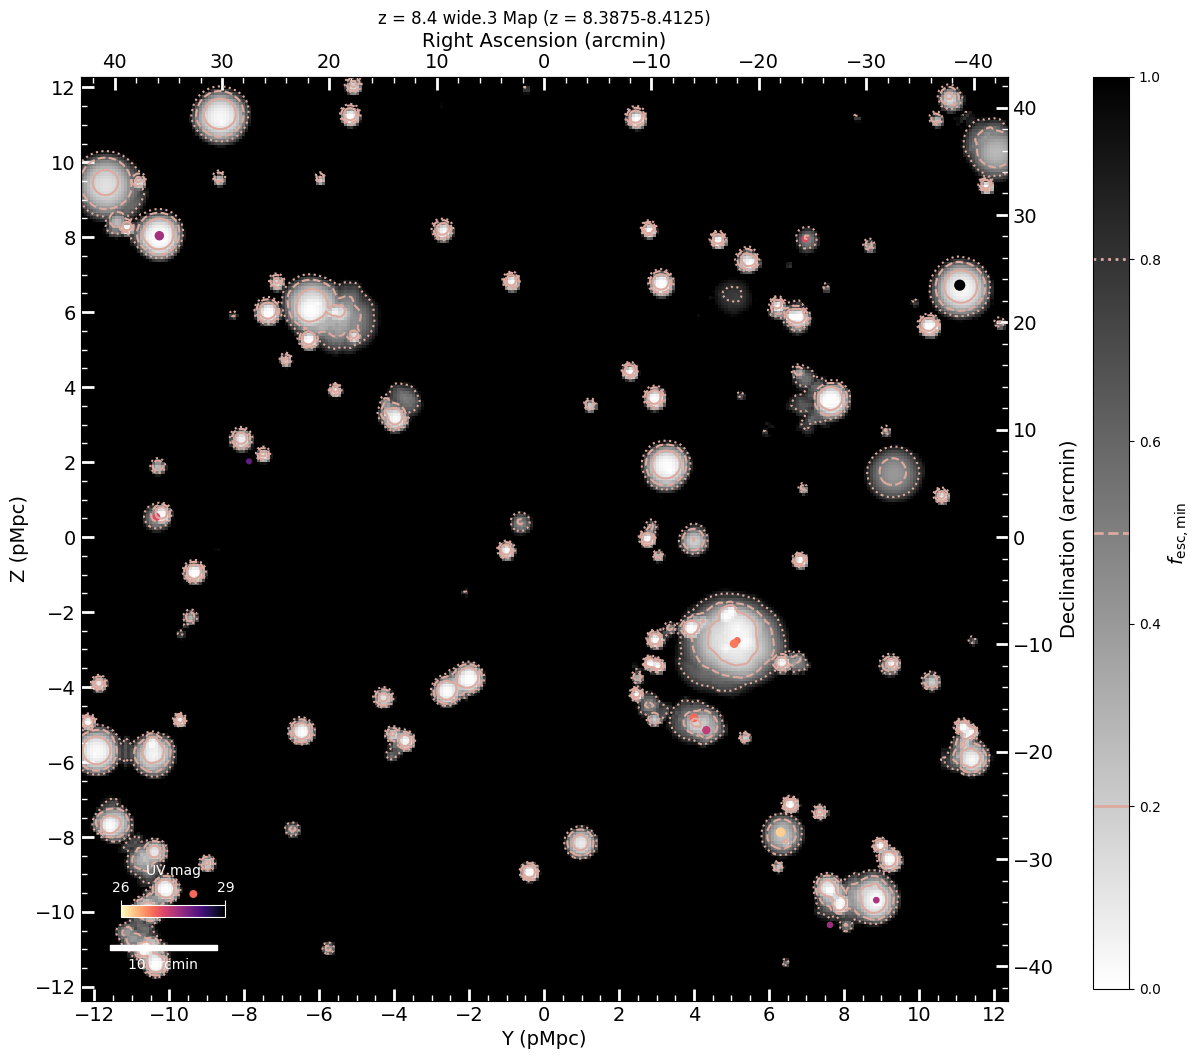 z = 8.4 wide.3 Map (z = 8.3875-8.4125)
Right Ascension (arcmin)
40 30 20 10 0 −10 −20 −30 −40
12 10 8 6 4 2 0 −2 −4 −6 −8 −10 −12
Z (pMpc)
40 30 20 10 0 −10 −20 −30 −40
Declination (arcmin)
1.0 0.8 0.6 0.4 0.2 0.0
f_esc,min
UV mag
26 29
10 arcmin
−12 −10 −8 −6 −4 −2 0 2 4 6 8 10 12
Y (pMpc)